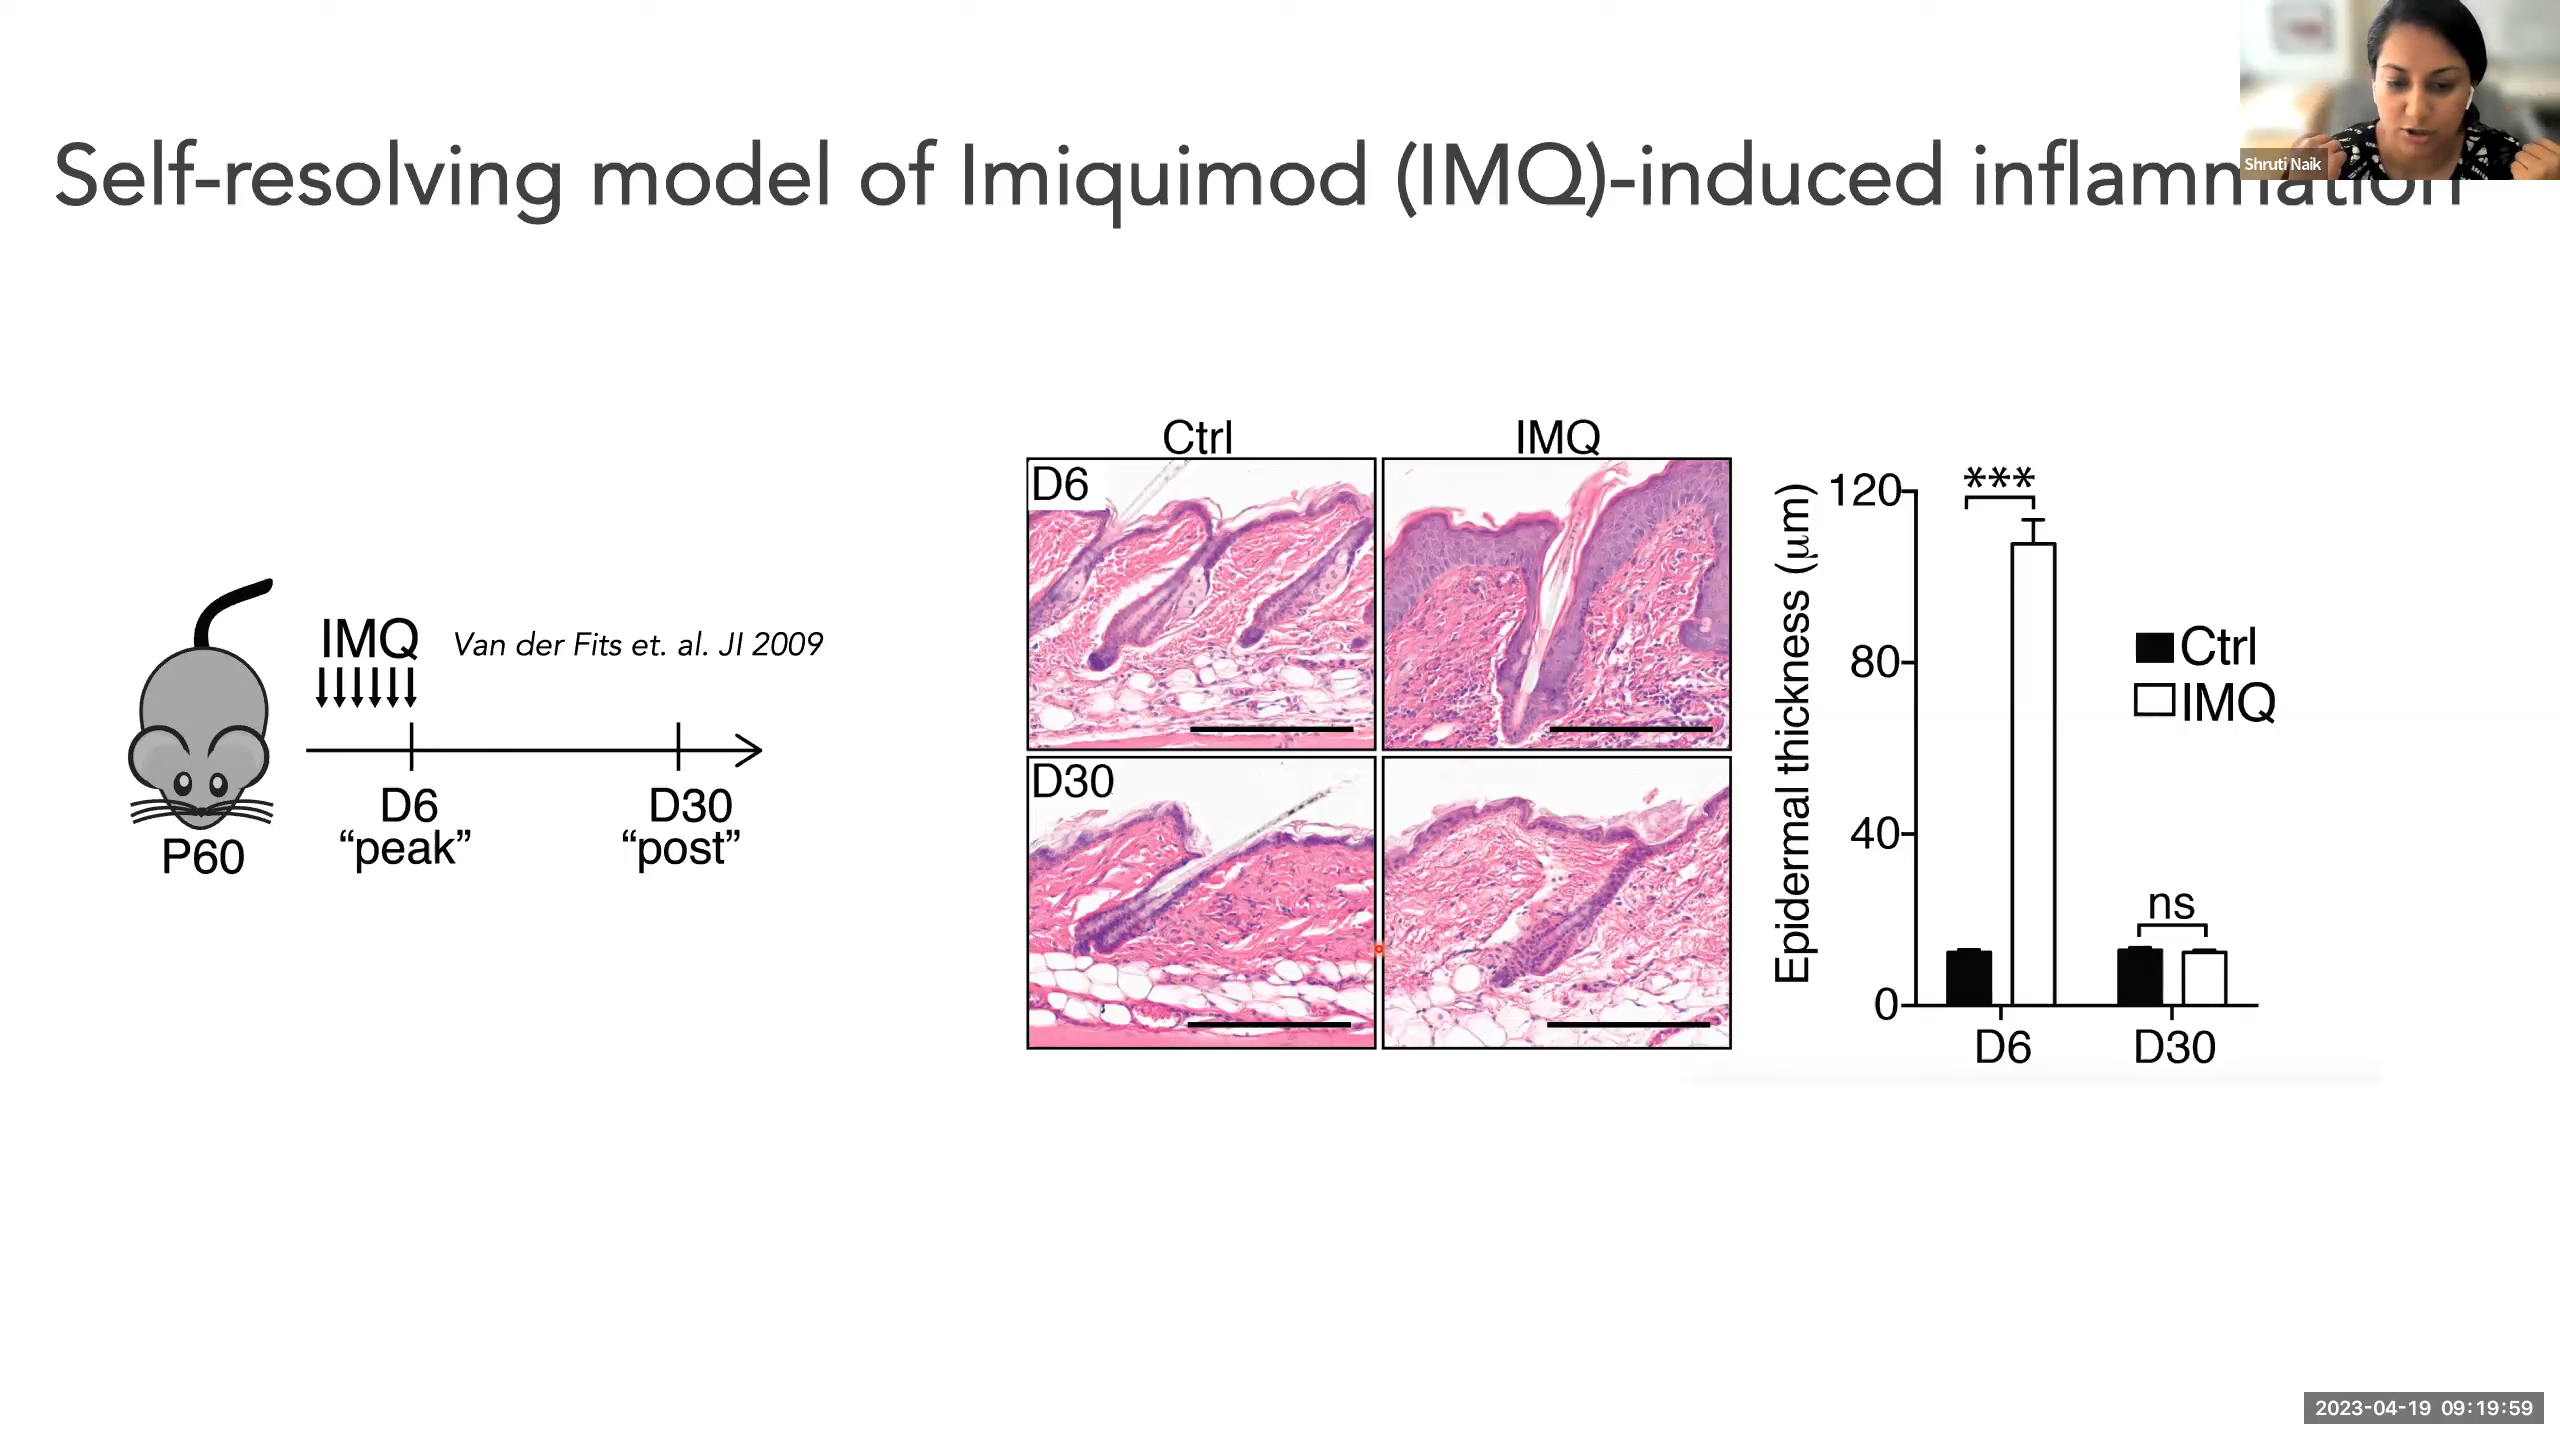 Shruti Naik
Self-resolving model of Imiquimod (IMQ)-induced inflammation
IMQ
Van der Fits et. al. JI 2009
D6
"peak"
D30
"post"
P60
Ctrl
IMQ
D6
D30
Epidermal thickness (μm)
120
80
40
0
***
ns
D6
D30
Ctrl
IMQ
2023-04-19 09:19:59